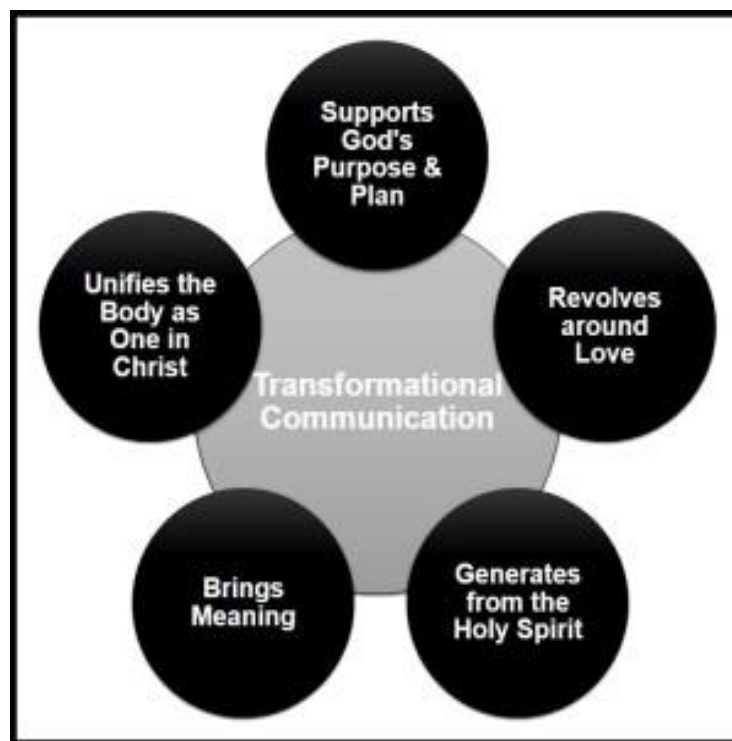 Supports
God's
Purpose &
Plan
Unifies the
Body as
One in
Christ
Revolves
around
Love
Transformational
Communication
Brings
Meaning
Generates
from the
Holy Spirit